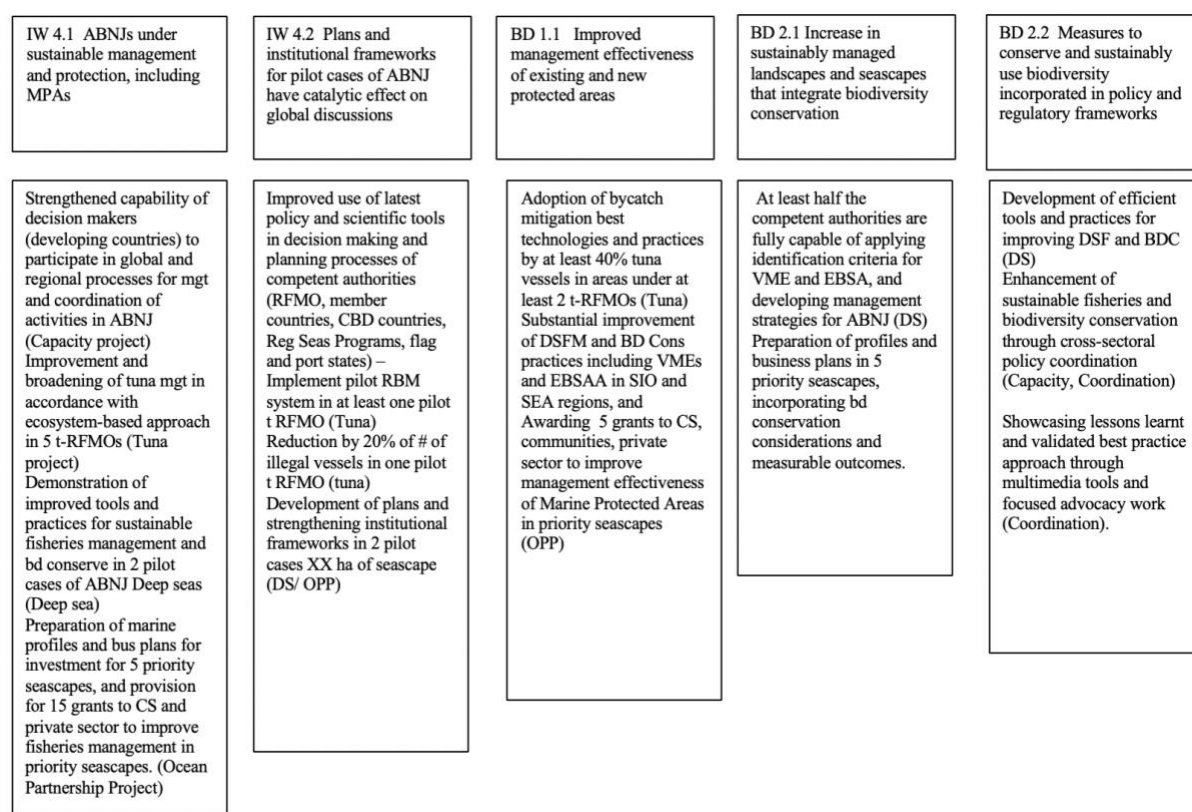 IW 4.1 ABNJs under
sustainable management
and protection, including
MPAs
IW 4.2 Plans and
institutional frameworks
for pilot cases of ABNJ
have catalytic effect on
global discussions
BD 1.1 Improved
management effectiveness
of existing and new
protected areas
BD 2.1 Increase in
sustainably managed
landscapes and seascapes
that integrate biodiversity
conservation
BD 2.2 Measures to
conserve and sustainably
use biodiversity
incorporated in policy and
regulatory frameworks
Strengthened capability of
decision makers
(developing countries) to
participate in global and
regional processes for mgt
and coordination of
activities in ABNJ
(Capacity project)
Improvement and
broadening of tuna mgt in
accordance with
ecosystem-based approach
in 5 t-RFMOs (Tuna
project)
Demonstration of
improved tools and
practices for sustainable
fisheries management and
bd conserve in 2 pilot
cases of ABNJ Deep seas
(Deep sea)
Preparation of marine
profiles and bus plans for
investment for 5 priority
seascapes, and provision
for 15 grants to CS and
private sector to improve
fisheries management in
priority seascapes. (Ocean
Partnership Project)
Improved use of latest
policy and scientific tools
in decision making and
planning processes of
competent authorities
(RFMO, member
countries, CBD countries,
Reg Seas Programs, flag
and port states) –
Implement pilot RBM
system in at least one pilot
t RFMO (Tuna)
Reduction by 20% of # of
illegal vessels in one pilot
t RFMO (tuna)
Development of plans and
strengthening institutional
frameworks in 2 pilot
cases XX ha of seascape
(DS/ OPP)
Adoption of bycatch
mitigation best
technologies and practices
by at least 40% tuna
vessels in areas under at
least 2 t-RFMOs (Tuna)
Substantial improvement
of DSFM and BD Cons
practices including VMEs
and EBSAA in SIO and
SEA regions, and
Awarding 5 grants to CS,
communities, private
sector to improve
management effectiveness
of Marine Protected Areas
in priority seascapes
(OPP)
At least half the
competent authorities are
fully capable of applying
identification criteria for
VME and EBSA, and
developing management
strategies for ABNJ (DS)
Preparation of profiles and
business plans in 5
priority seascapes,
incorporating bd
conservation
considerations and
measurable outcomes.
Development of efficient
tools and practices for
improving DSF and BDC
(DS)
Enhancement of
sustainable fisheries and
biodiversity conservation
through cross-sectoral
policy coordination
(Capacity, Coordination)
Showcasing lessons learnt
and validated best practice
approach through
multimedia tools and
focused advocacy work
(Coordination).